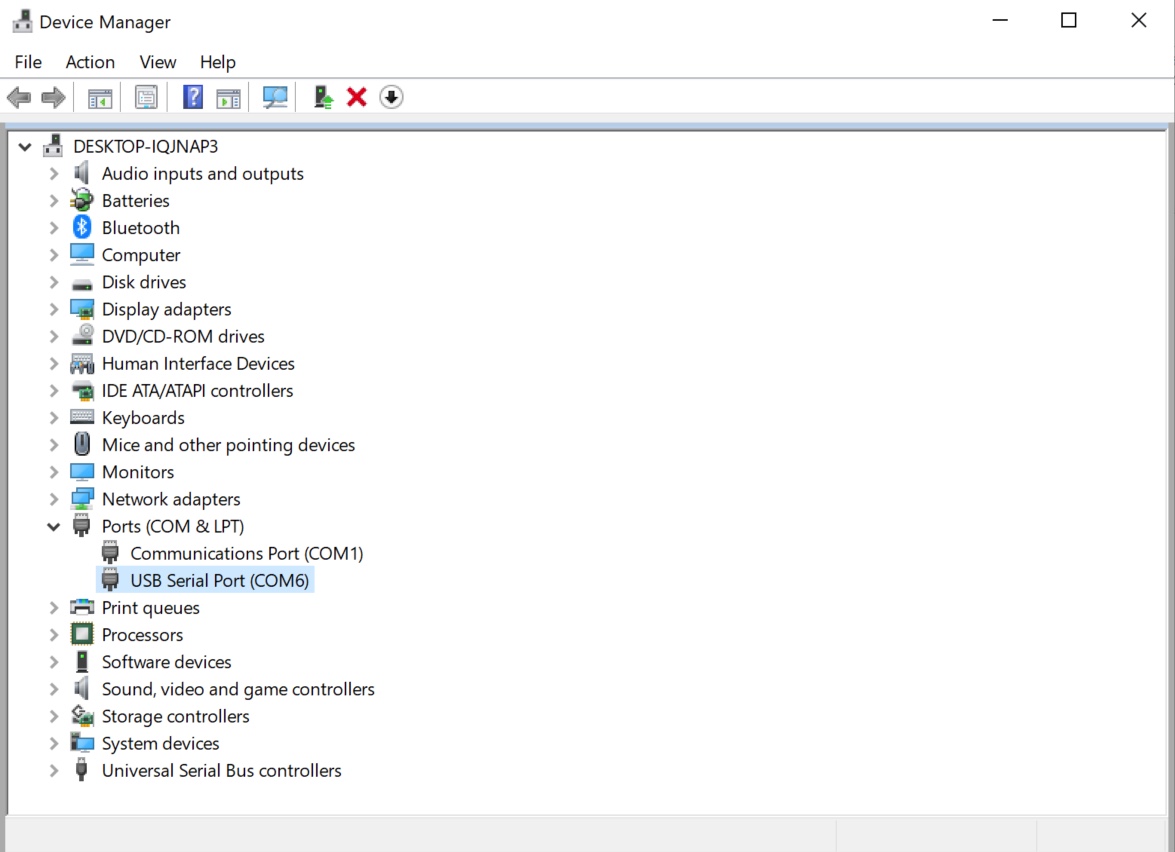 Device Manager
File Action View Help
?
DESKTOP-IQJNAP3
Audio inputs and outputs
Batteries
Bluetooth
Computer
Disk drives
Display adapters
DVD/CD-ROM drives
Human Interface Devices
IDE ATA/ATAPI controllers
Keyboards
Mice and other pointing devices
Monitors
Network adapters
Ports (COM & LPT)
Communications Port (COM1)
USB Serial Port (COM6)
Print queues
Processors
Software devices
Sound, video and game controllers
Storage controllers
System devices
Universal Serial Bus controllers